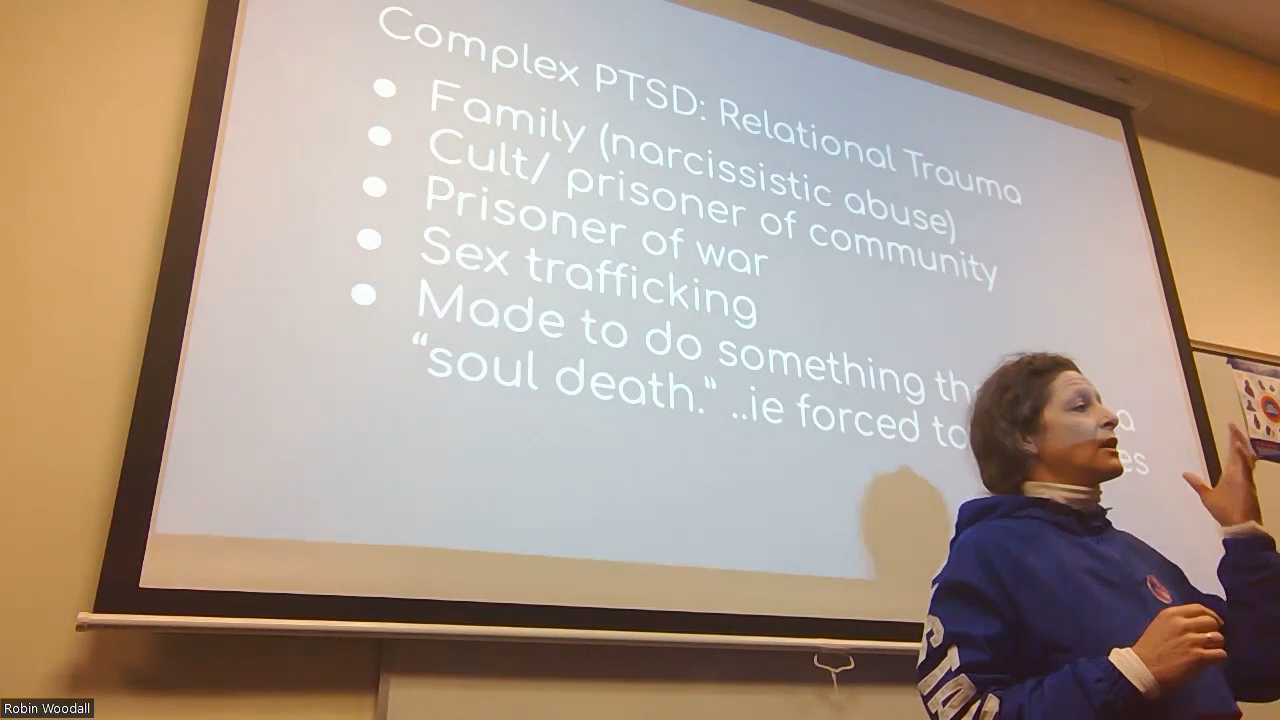 Complex PTSD: Relational Trauma
● Family (narcissistic abuse)
● Cult/ prisoner of community
● Prisoner of war
● Sex trafficking
● Made to do something a
“soul death.” ..ie forced to
STA
Robin Woodall